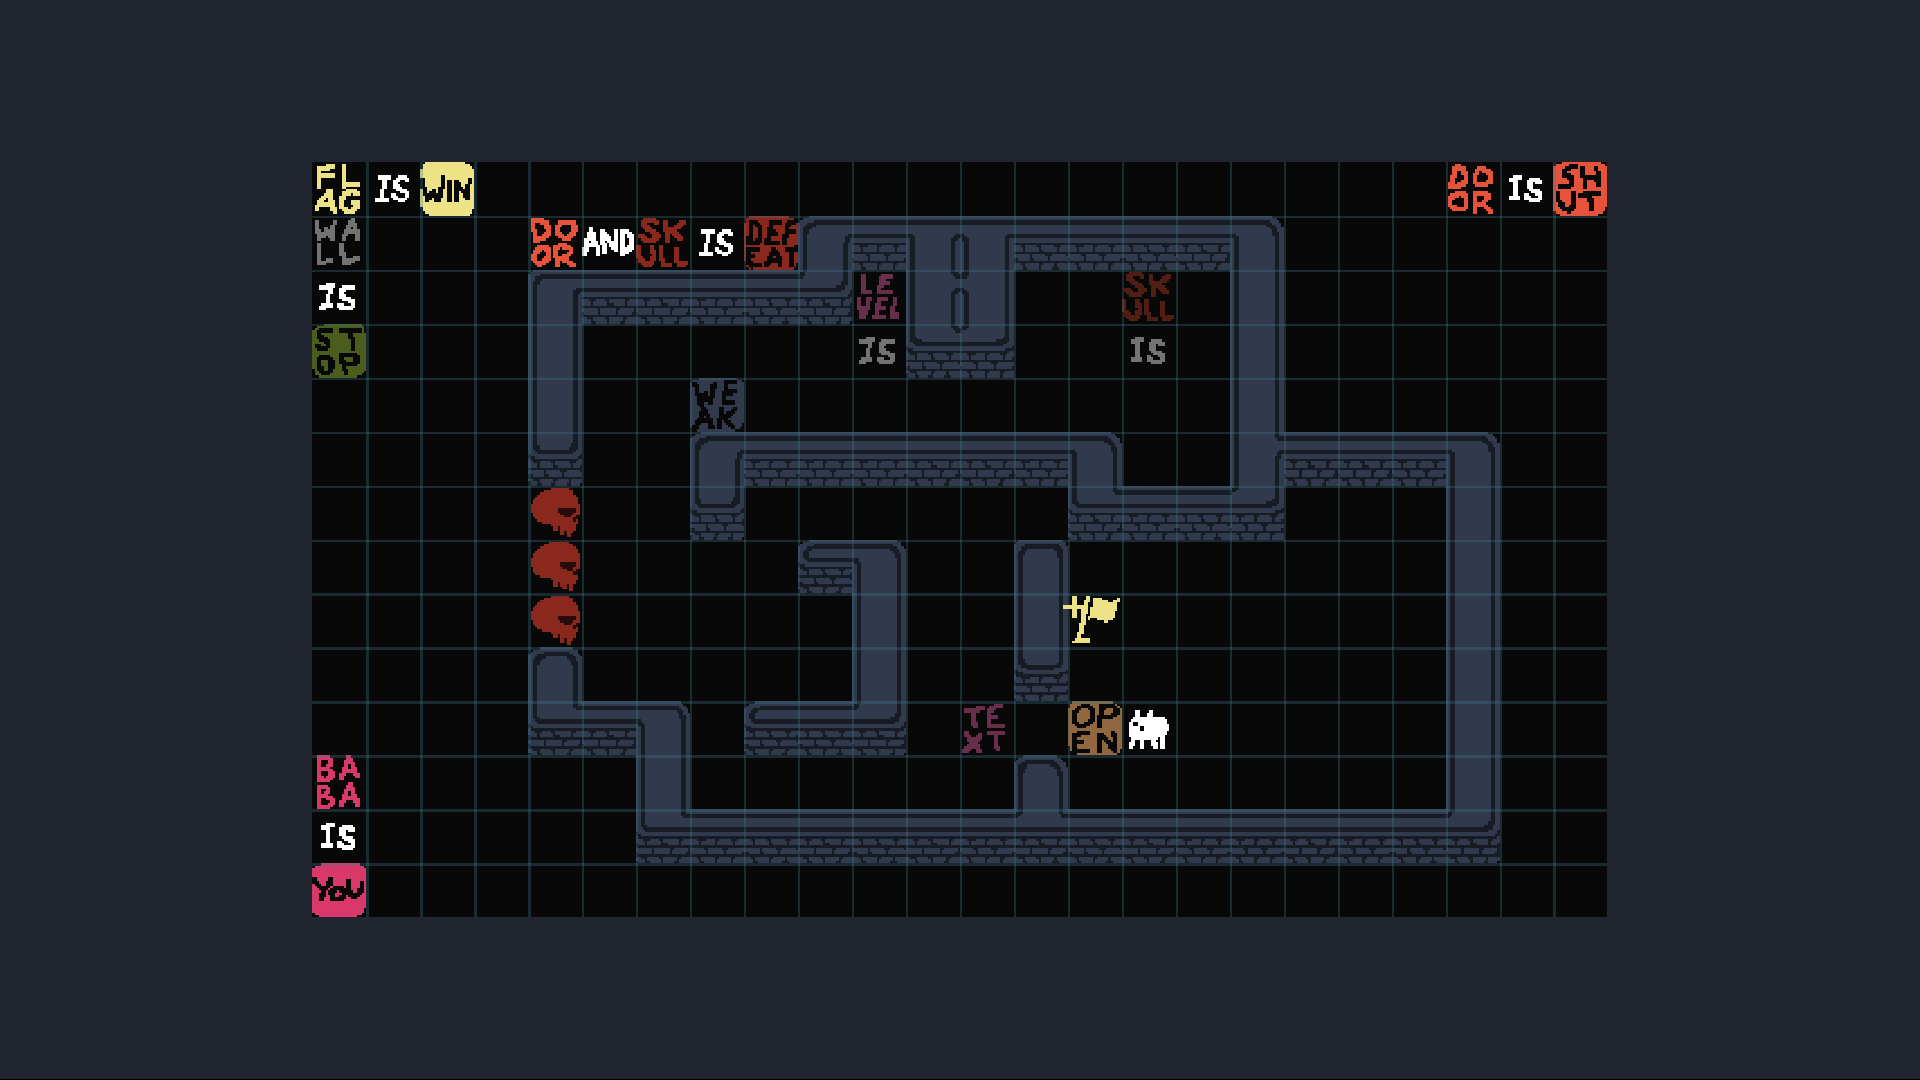 FLAG IS WIN
DOOR IS SHUT
WALL
IS
STOP
DOOR AND SKULL IS DEFEAT
LEVEL
IS
SKULL
IS
WEAK
TEXT
OPEN
BABA
IS
YOU